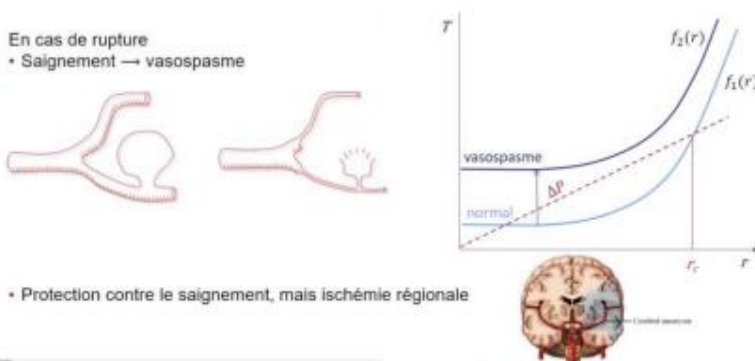 En cas de rupture
• Saignement → vasospasme
T
f₂(r)
f₁(r)
vasospasme
ΔP
normal
r꜀
r
• Protection contre le saignement, mais ischémie régionale